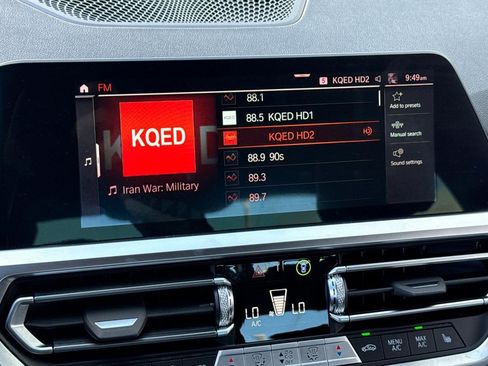 FM
S KQED HD2
9:49am
KQED
Iran War: Military
88.1
88.5 KQED HD1
KQED HD2
88.9 90s
89.3
89.7
Add to presets
Manual search
Sound settings
LO
LO
A/C
A/C
MENU
A/C
MAX
A/C